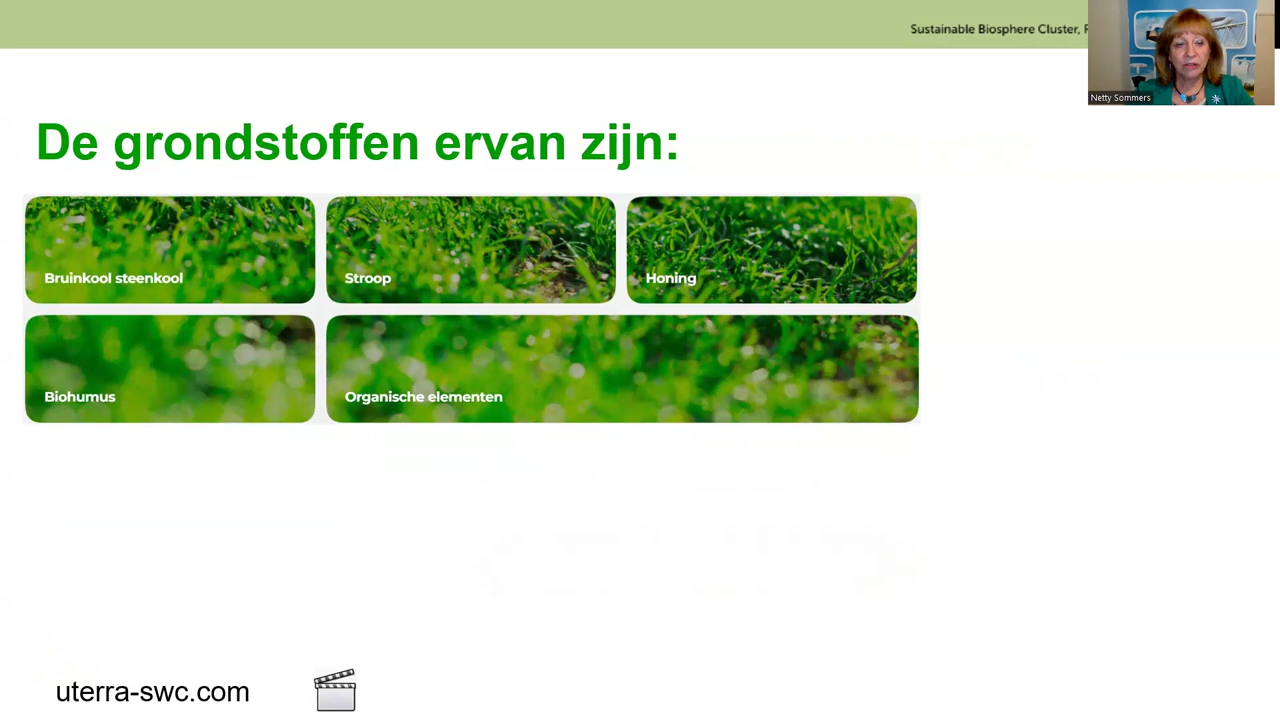 Sustainable Biosphere Cluster,
Netty Sommers
De grondstoffen ervan zijn:
Bruinkool steenkool
Stroop
Honing
Biohumus
Organische elementen
uterra-swc.com